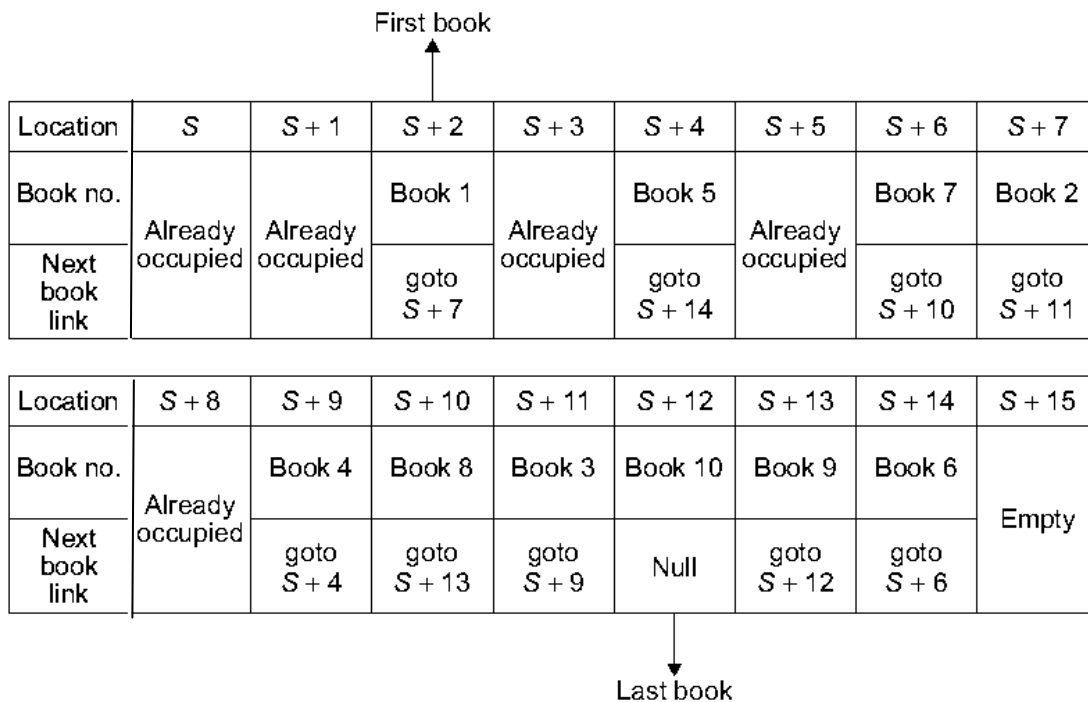 First book
Location S S + 1 S + 2 S + 3 S + 4 S + 5 S + 6 S + 7
Book no. Already occupied Already occupied Book 1 Already occupied Book 5 Already occupied Book 7 Book 2
Next book link goto S + 7 goto S + 14 goto S + 10 goto S + 11
Location S + 8 S + 9 S + 10 S + 11 S + 12 S + 13 S + 14 S + 15
Book no. Already occupied Book 4 Book 8 Book 3 Book 10 Book 9 Book 6 Empty
Next book link goto S + 4 goto S + 13 goto S + 9 Null goto S + 12 goto S + 6
Last book